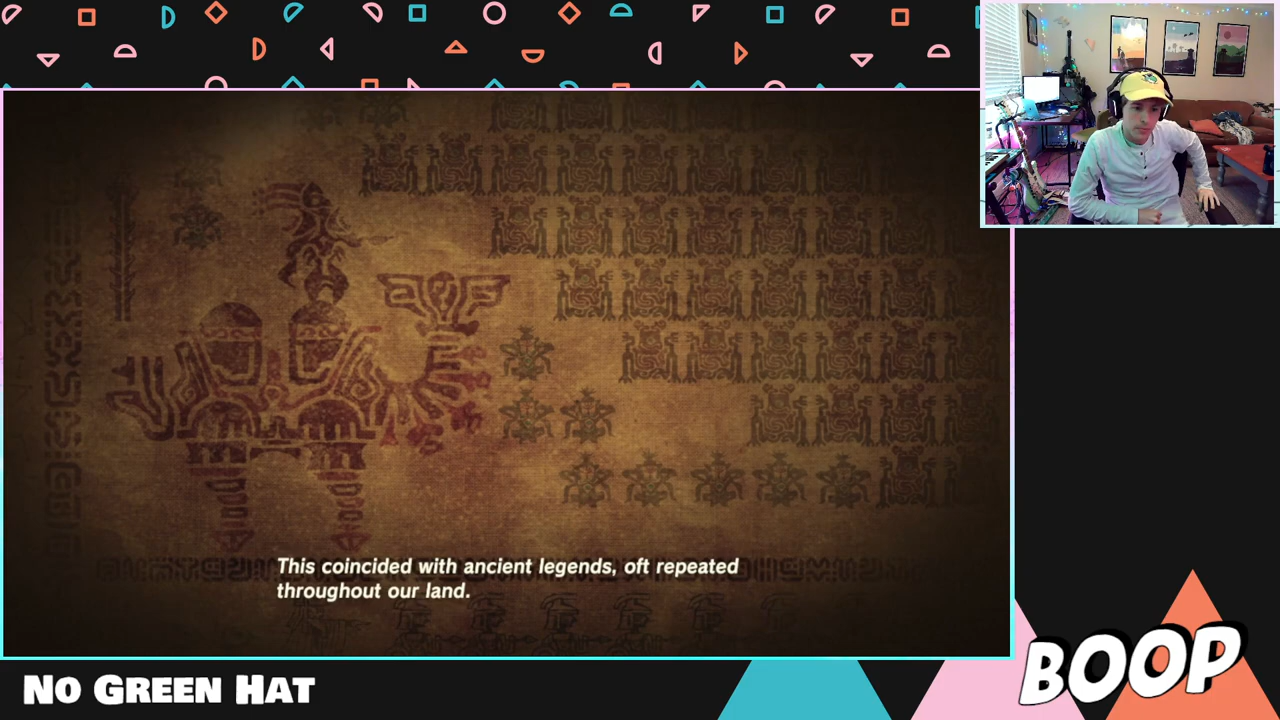 This coincided with ancient legends, oft repeated
throughout our land.
No Green Hat
BOOP